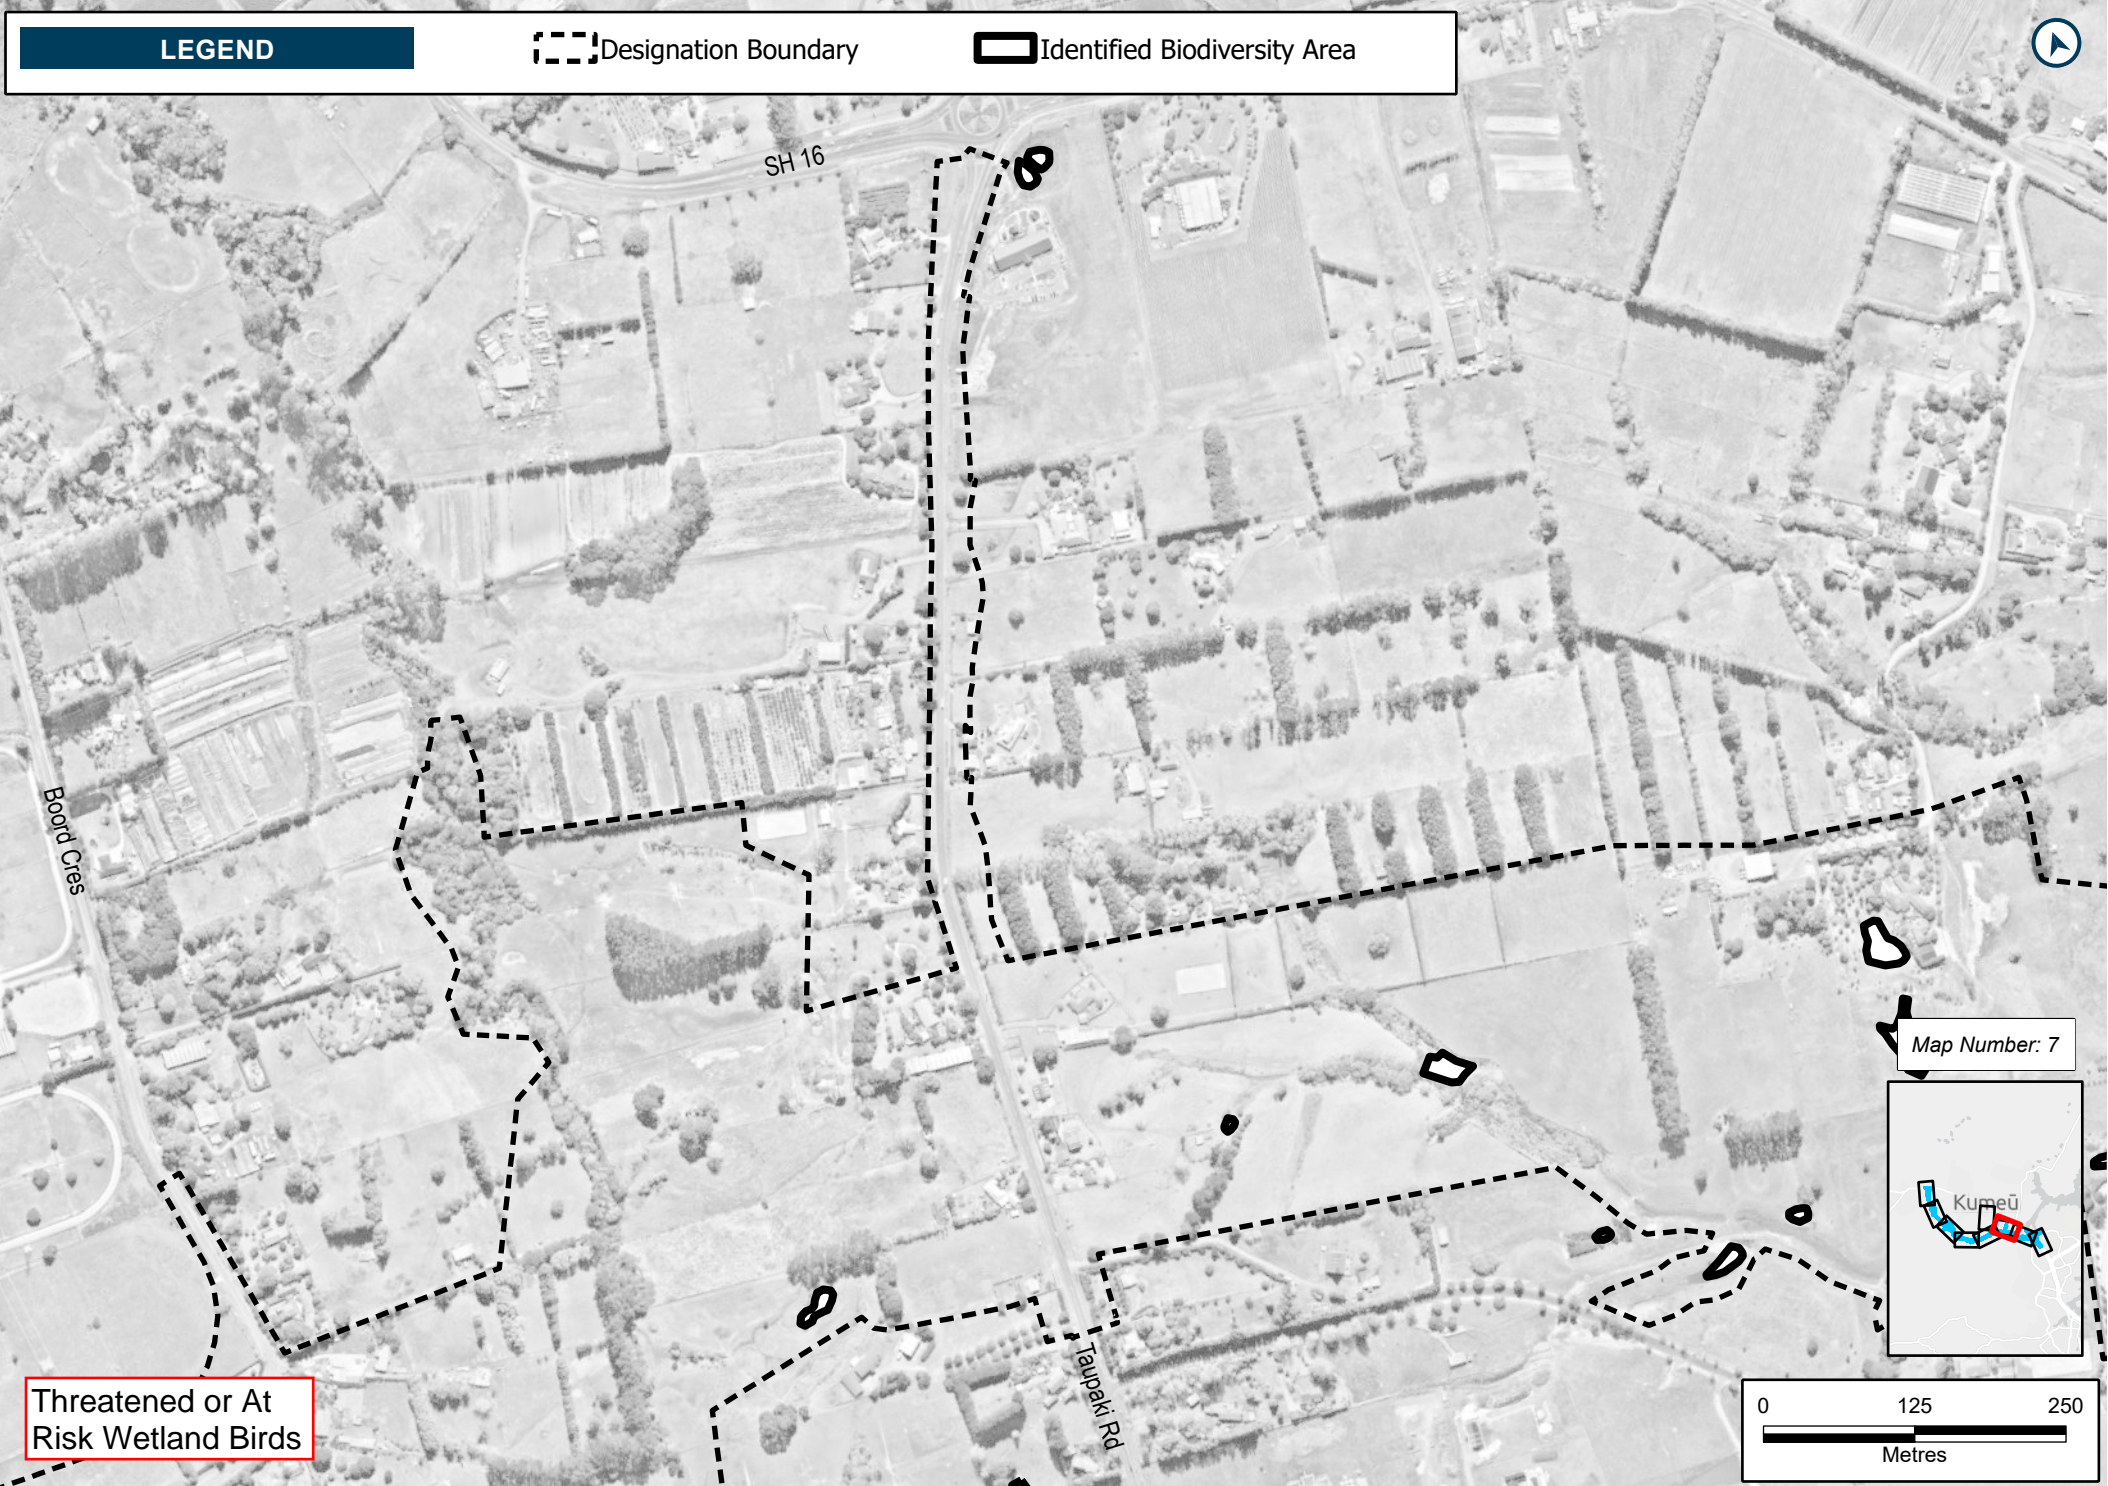 LEGEND
Designation Boundary
Identified Biodiversity Area
SH 16
Boord Cres
Map Number: 7
Kumeū
Taupaki Rd
Threatened or At
Risk Wetland Birds
0 125 250
Metres